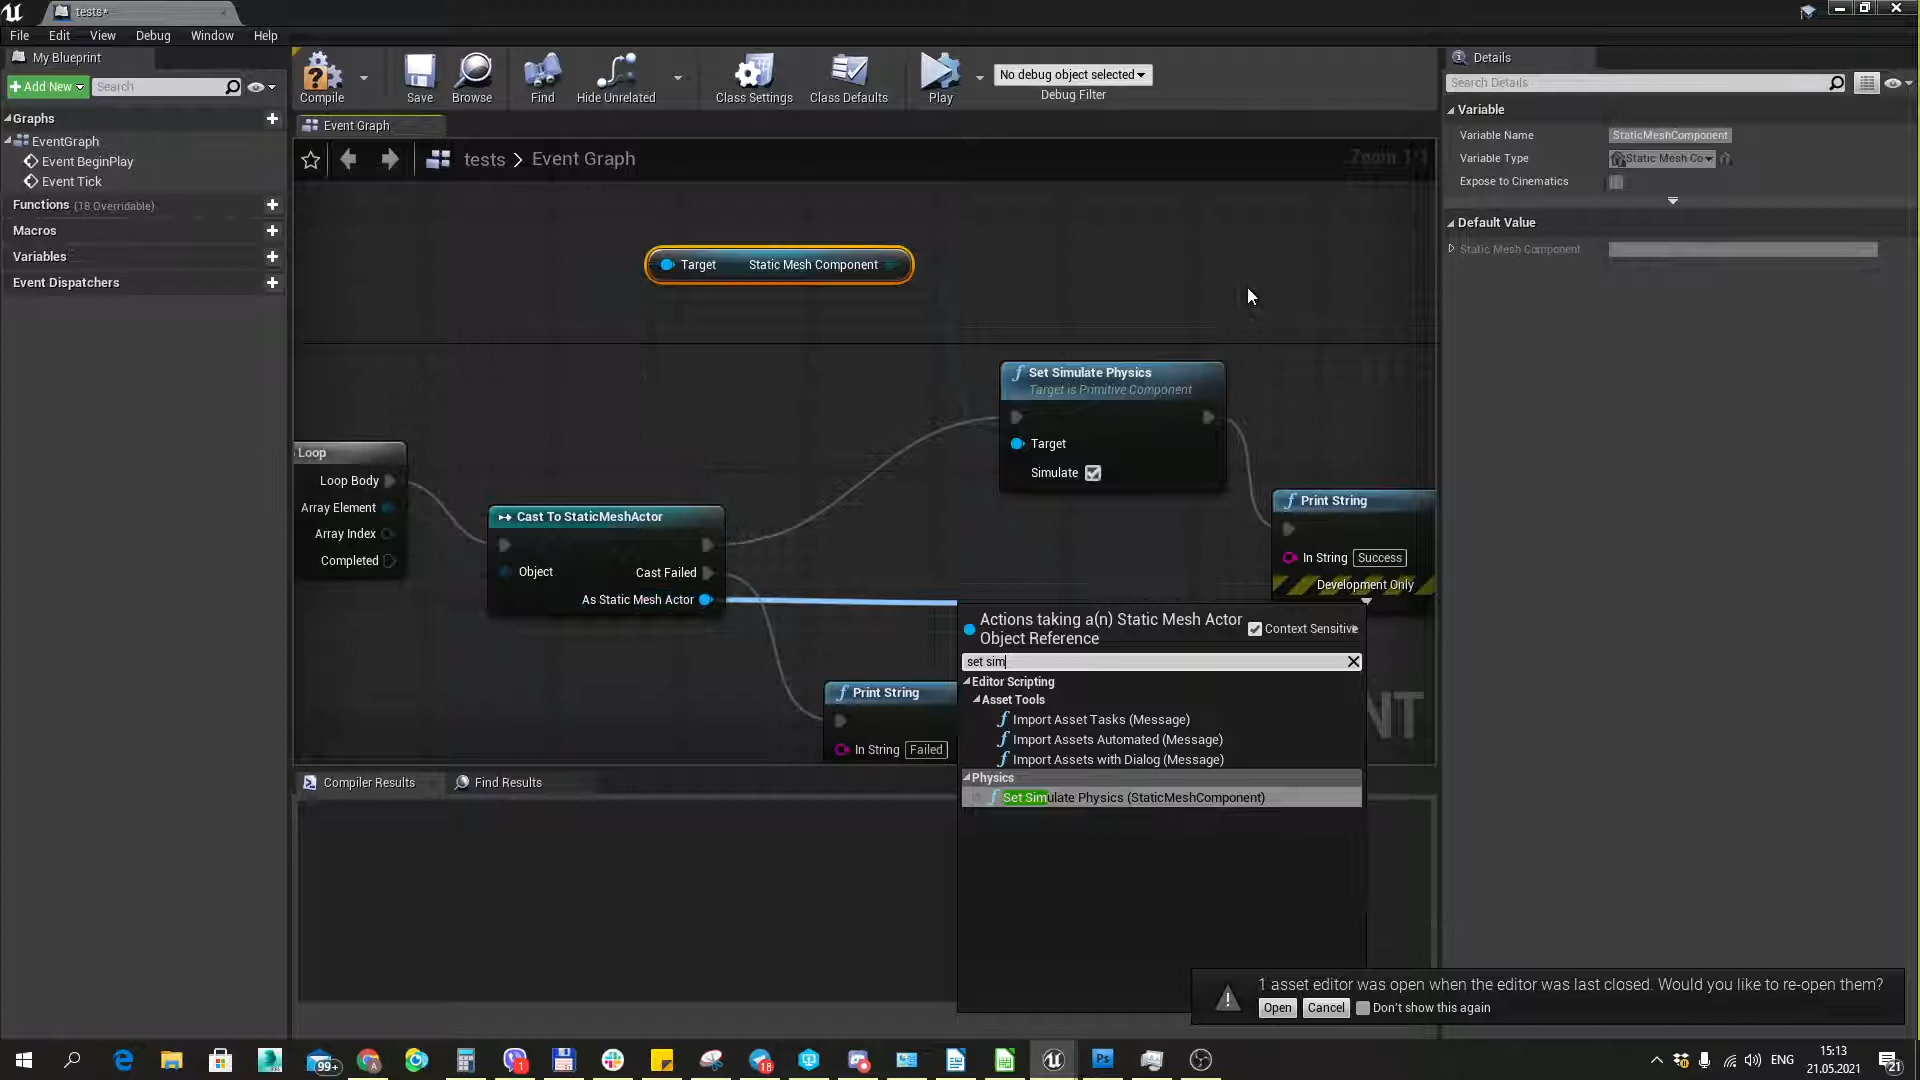 tests*
File Edit View Debug Window Help
My Blueprint
Add New Search
Graphs
EventGraph
Event BeginPlay
Event Tick
Functions (18 Overridable)
Macros
Variables
Event Dispatchers
Compile Save Browse Find Hide Unrelated Class Settings Class Defaults Play
No debug object selected
Debug Filter
Event Graph
tests > Event Graph
Zoom 1:1
Target Static Mesh Component
Set Simulate Physics
Target is Primitive Component
Target
Simulate
Loop
Loop Body
Array Element
Array Index
Completed
Cast To StaticMeshActor
Object Cast Failed
As Static Mesh Actor
Print String
In String Success
Development Only
Print String
In String Failed
Actions taking a(n) Static Mesh Actor
Object Reference
Context Sensitive
set sim
Editor Scripting
Asset Tools
Import Asset Tasks (Message)
Import Assets Automated (Message)
Import Assets with Dialog (Message)
Physics
Set Simulate Physics (StaticMeshComponent)
NT
Compiler Results Find Results
Details
Search Details
Variable
Variable Name StaticMeshComponent
Variable Type Static Mesh Co
Expose to Cinematics
Default Value
Static Mesh Component
1 asset editor was open when the editor was last closed. Would you like to re-open them?
Open Cancel Don't show this again
99+
1
18
Ps
ENG
15:13
21.05.2021
21